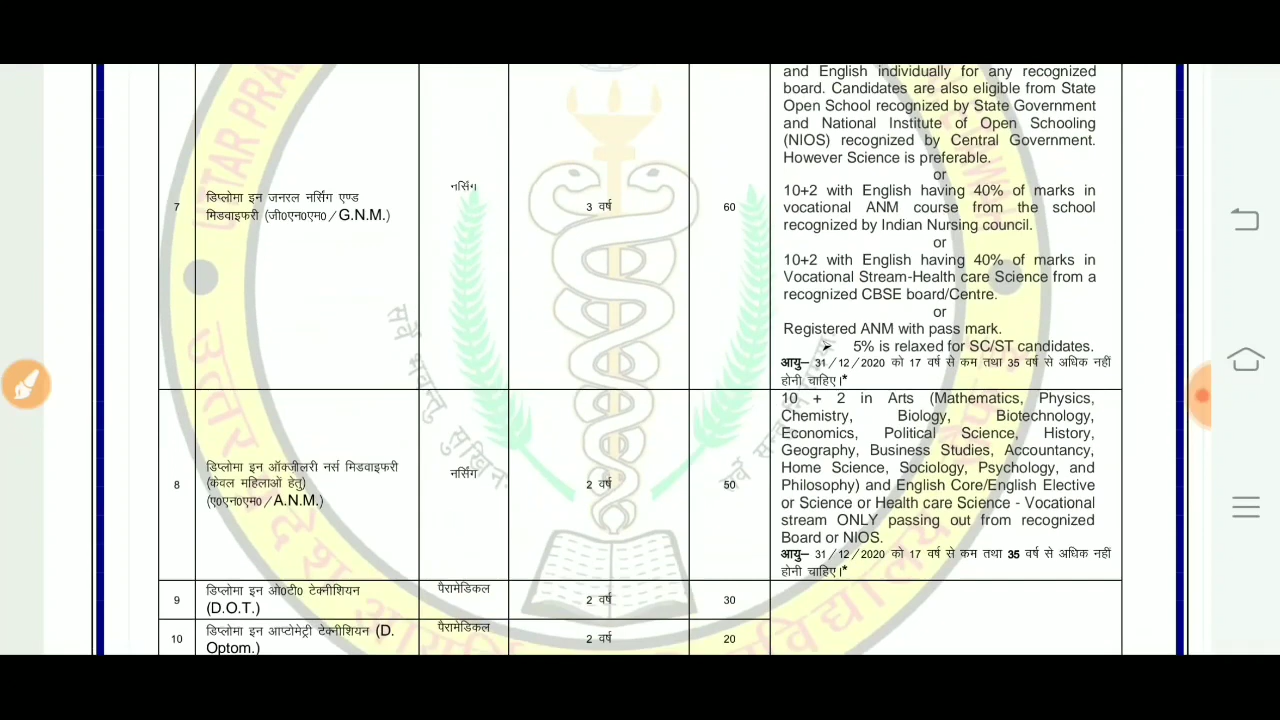 and English individually for any recognized
board. Candidates are also eligible from State
Open School recognized by State Government
and National Institute of Open Schooling
(NIOS) recognized by Central Government.
However Science is preferable.
or
10+2 with English having 40% of marks in
vocational ANM course from the school
recognized by Indian Nursing council.
or
10+2 with English having 40% of marks in
Vocational Stream-Health care Science from a
recognized CBSE board/Centre.
or
Registered ANM with pass mark.
➢ 5% is relaxed for SC/ST candidates.
आयु– 31/12/2020 को 17 वर्ष से कम तथा 35 वर्ष से अधिक नहीं
होनी चाहिए।*
7
डिप्लोमा इन जनरल नर्सिंग एण्ड
मिडवाइफरी (जी0एन0एम0/G.N.M.)
नर्सिंग
3 वर्ष
60
8
डिप्लोमा इन ऑक्जीलरी नर्स मिडवाइफरी
(केवल महिलाओं हेतु)
(ए0एन0एम0/A.N.M.)
नर्सिंग
2 वर्ष
50
10 + 2 in Arts (Mathematics, Physics,
Chemistry, Biology, Biotechnology,
Economics, Political Science, History,
Geography, Business Studies, Accountancy,
Home Science, Sociology, Psychology, and
Philosophy) and English Core/English Elective
or Science or Health care Science - Vocational
stream ONLY passing out from recognized
Board or NIOS.
आयु– 31/12/2020 को 17 वर्ष से कम तथा 35 वर्ष से अधिक नहीं
होनी चाहिए।*
9
डिप्लोमा इन ओ0टी0 टेक्नीशियन
(D.O.T.)
पैरामेडिकल
2 वर्ष
30
10
डिप्लोमा इन आप्टोमेट्री टेक्नीशियन (D.
Optom.)
पैरामेडिकल
2 वर्ष
20
UTTAR PRA
उत्तर
सर्वे भवन्तु सुखिनः